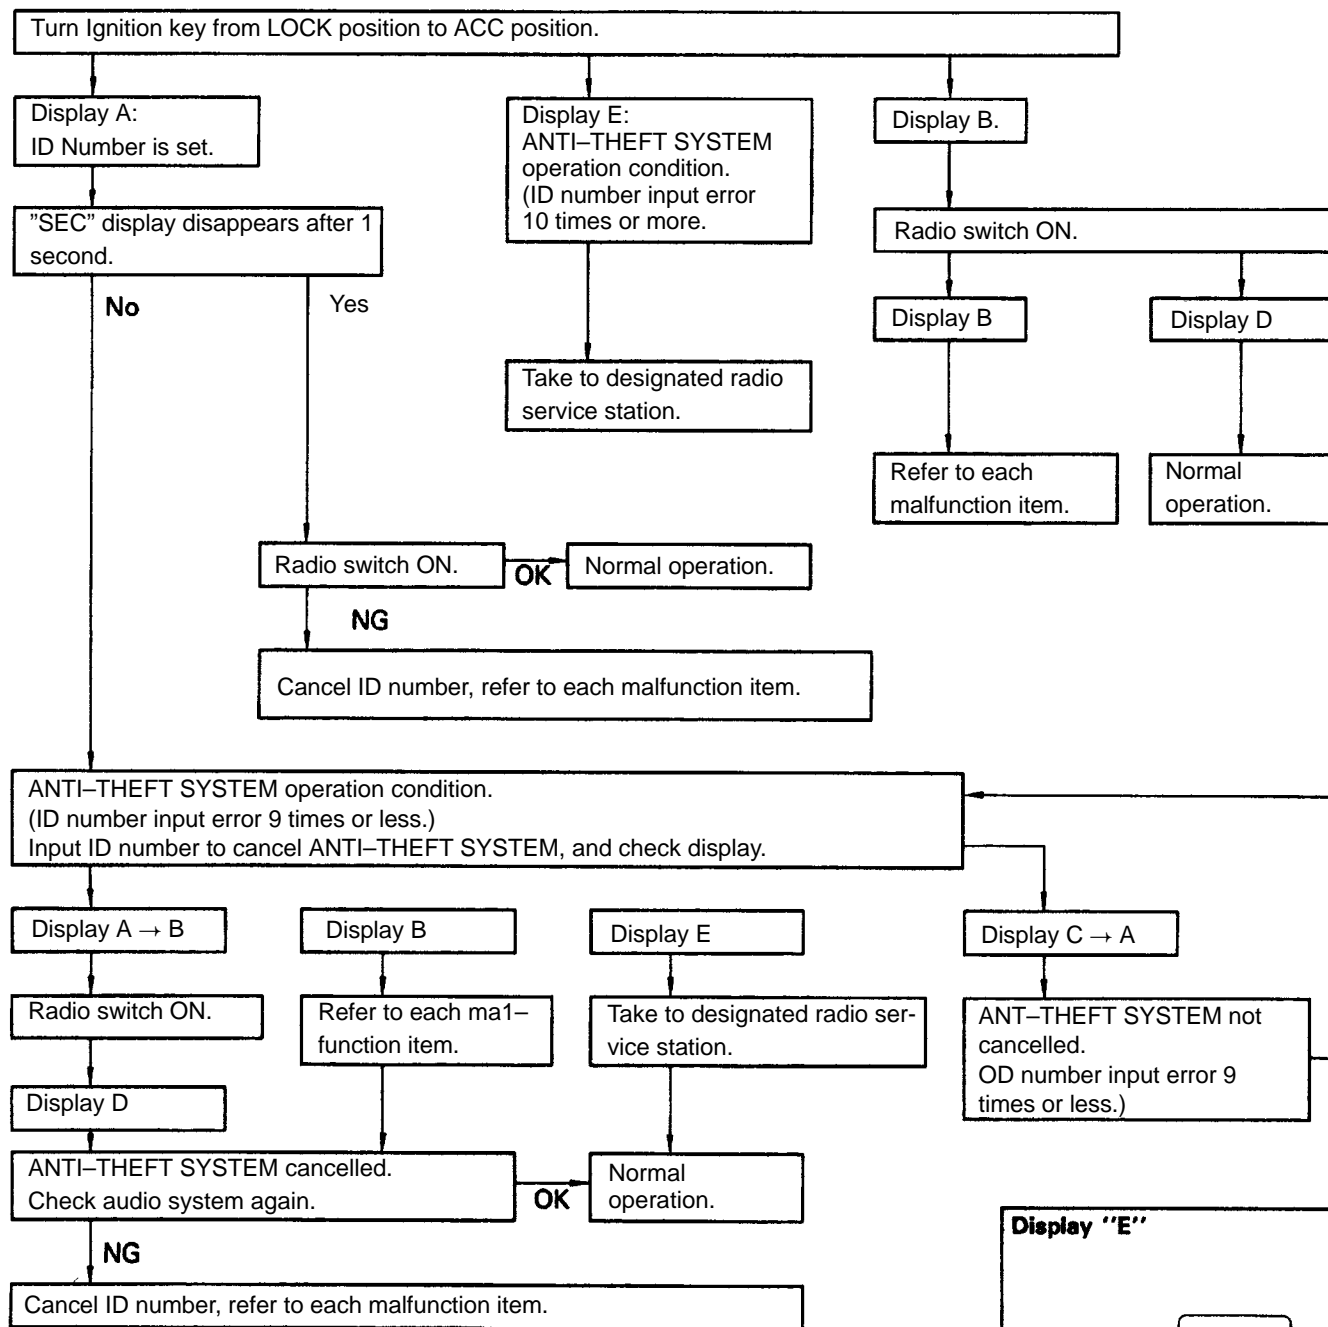 Turn Ignition key from LOCK position to ACC position.
Display A:
ID Number is set.
Display E:
ANTI–THEFT SYSTEM
operation condition.
(ID number input error
10 times or more.
Display B.
”SEC” display disappears after 1
second.
Radio switch ON.
No
Yes
Display B
Display D
Take to designated radio
service station.
Refer to each
malfunction item.
Normal
operation.
Radio switch ON.
OK
Normal operation.
NG
Cancel ID number, refer to each malfunction item.
ANTI–THEFT SYSTEM operation condition.
(ID number input error 9 times or less.)
Input ID number to cancel ANTI–THEFT SYSTEM, and check display.
Display A → B
Display B
Display E
Display C → A
Radio switch ON.
Refer to each ma1–
function item.
Take to designated radio ser-
vice station.
ANT–THEFT SYSTEM not
cancelled.
OD number input error 9
times or less.)
Display D
ANTI–THEFT SYSTEM cancelled.
Check audio system again.
OK
Normal
operation.
NG
Cancel ID number, refer to each malfunction item.
Display ''E''